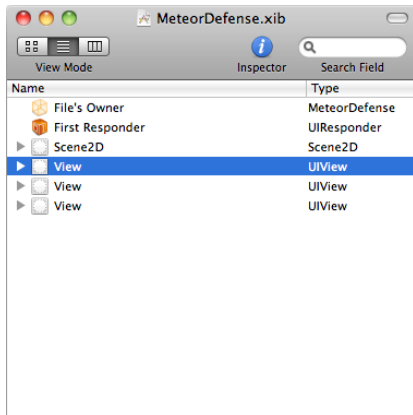 MeteorDefense.xib
View Mode Inspector Search Field
Name Type
File's Owner MeteorDefense
First Responder UIResponder
Scene2D Scene2D
View UIView
View UIView
View UIView